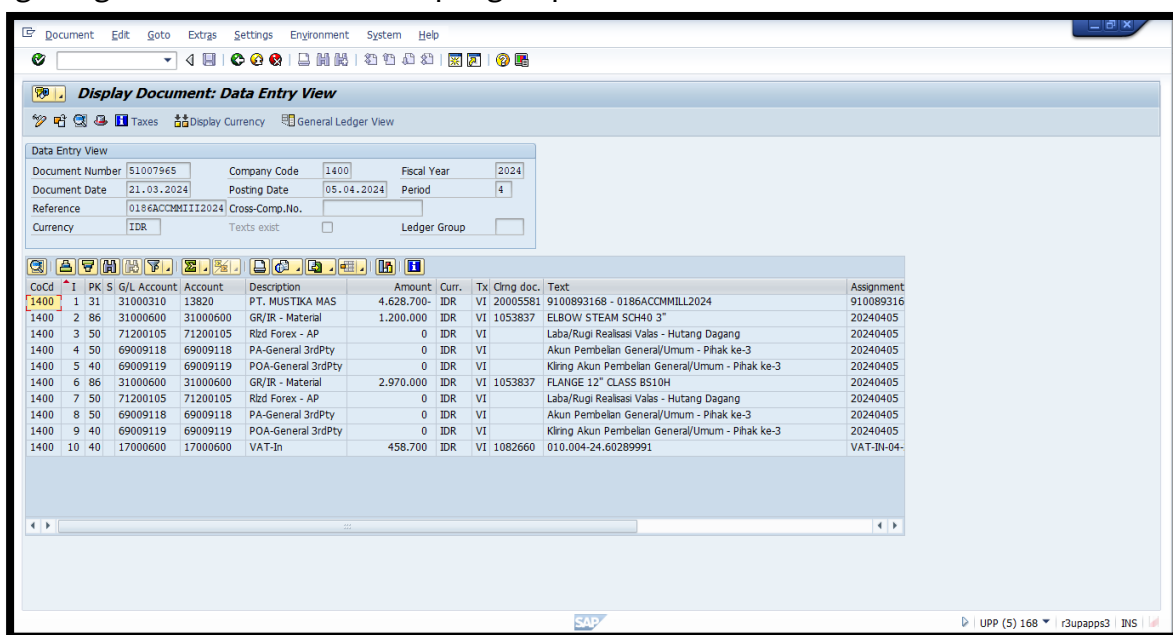 Document Edit Goto Extras Settings Environment System Help
Display Document: Data Entry View
Taxes Display Currency General Ledger View
Data Entry View
Document Number 51007965 Company Code 1400 Fiscal Year 2024
Document Date 21.03.2024 Posting Date 05.04.2024 Period 4
Reference 0186ACCMMIII2024 Cross-Comp.No.
Currency IDR Texts exist Ledger Group
CoCd I PK S G/L Account Account Description Amount Curr. Tx Clrng doc. Text Assignment
1400 1 31 31000310 13820 PT. MUSTIKA MAS 4.628.700- IDR VI 20005581 9100893168 - 0186ACCMMILL2024 910089316
1400 2 86 31000600 31000600 GR/IR - Material 1.200.000 IDR VI 1053837 ELBOW STEAM SCH40 3" 20240405
1400 3 50 71200105 71200105 Rlzd Forex - AP 0 IDR VI Laba/Rugi Realisasi Valas - Hutang Dagang 20240405
1400 4 50 69009118 69009118 PA-General 3rdPty 0 IDR VI Akun Pembelian General/Umum - Pihak ke-3 20240405
1400 5 40 69009119 69009119 POA-General 3rdPty 0 IDR VI Kliring Akun Pembelian General/Umum - Pihak ke-3 20240405
1400 6 86 31000600 31000600 GR/IR - Material 2.970.000 IDR VI 1053837 FLANGE 12" CLASS BS10H 20240405
1400 7 50 71200105 71200105 Rlzd Forex - AP 0 IDR VI Laba/Rugi Realisasi Valas - Hutang Dagang 20240405
1400 8 50 69009118 69009118 PA-General 3rdPty 0 IDR VI Akun Pembelian General/Umum - Pihak ke-3 20240405
1400 9 40 69009119 69009119 POA-General 3rdPty 0 IDR VI Kliring Akun Pembelian General/Umum - Pihak ke-3 20240405
1400 10 40 17000600 17000600 VAT-In 458.700 IDR VI 1082660 010.004-24.60289991 VAT-IN-04-
SAP UPP (5) 168 r3upapps3 INS